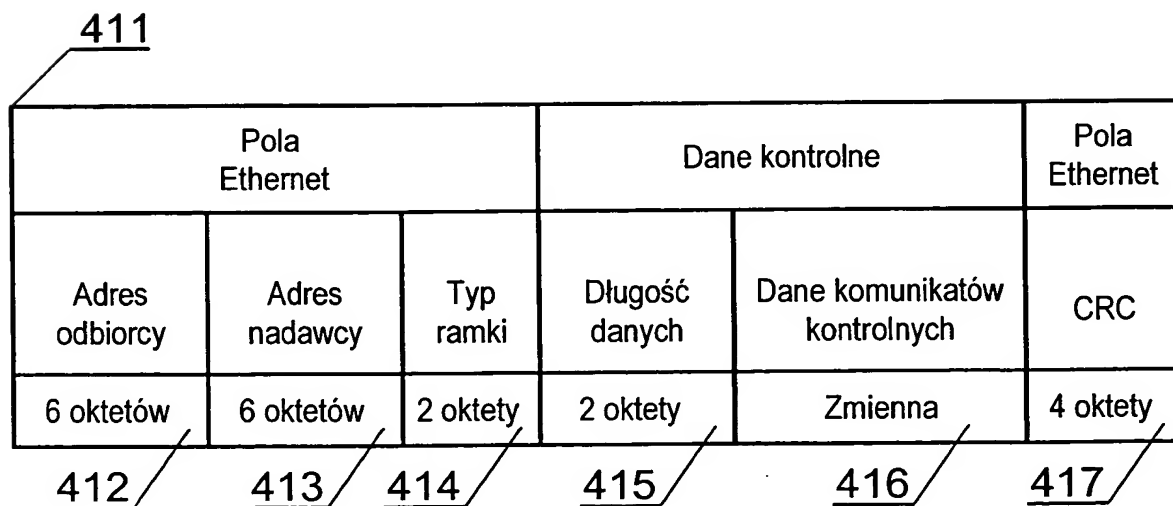 411
Pola
Ethernet
Dane kontrolne
Pola
Ethernet
Adres
odbiorcy
Adres
nadawcy
Typ
ramki
Długość
danych
Dane komunikatów
kontrolnych
CRC
6 oktetów
6 oktetów
2 oktety
2 oktety
Zmienna
4 oktety
412
413
414
415
416
417